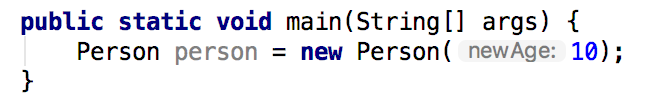 public static void main(String[] args) {
    Person person = new Person( newAge: 10);
}